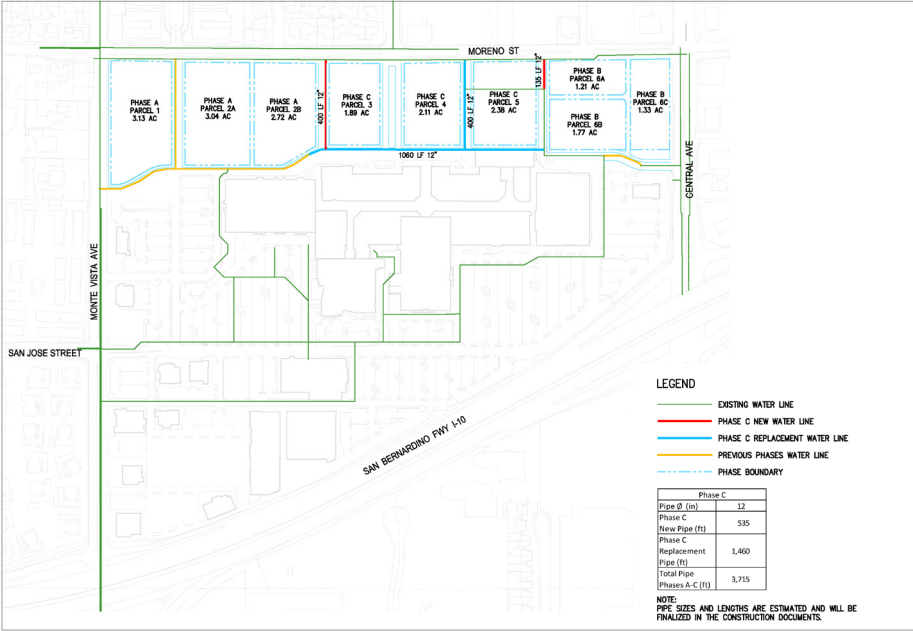 MORENO ST
PHASE A
PARCEL 1
3.13 AC
PHASE A
PARCEL 2A
3.04 AC
PHASE A
PARCEL 2B
2.72 AC
400 LF 12"
PHASE C
PARCEL 3
1.89 AC
PHASE C
PARCEL 4
2.11 AC
400 LF 12"
PHASE C
PARCEL 5
2.38 AC
135 LF 12"
PHASE B
PARCEL 6A
1.21 AC
PHASE B
PARCEL 6B
1.77 AC
PHASE B
PARCEL 6C
1.33 AC
1060 LF 12"
CENTRAL AVE
MONTE VISTA AVE
SAN JOSE STREET
SAN BERNARDINO FWY I-10
LEGEND
EXISTING WATER LINE
PHASE C NEW WATER LINE
PHASE C REPLACEMENT WATER LINE
PREVIOUS PHASES WATER LINE
PHASE BOUNDARY
Phase C
Pipe Ø (in) 12
Phase C
New Pipe (ft) 535
Phase C
Replacement 1,460
Pipe (ft)
Total Pipe
Phases A-C (ft) 3,715
NOTE:
PIPE SIZES AND LENGTHS ARE ESTIMATED AND WILL BE
FINALIZED IN THE CONSTRUCTION DOCUMENTS.